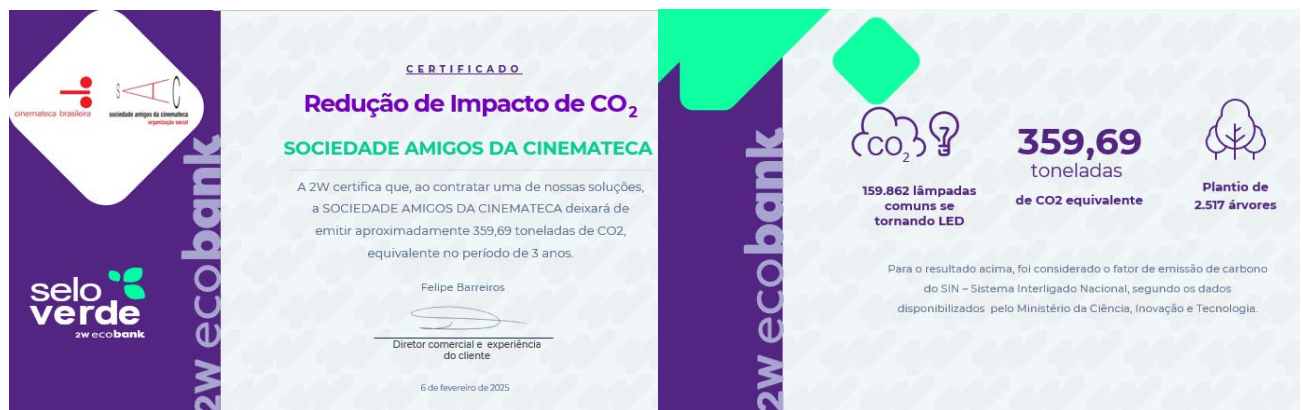 cinemateca brasileira
SAC
sociedade amigos da cinemateca
organização social
selo
verde
2W ecobank
2w ecobank
CERTIFICADO
Redução de Impacto de CO2
SOCIEDADE AMIGOS DA CINEMATECA
A 2W certifica que, ao contratar uma de nossas soluções,
a SOCIEDADE AMIGOS DA CINEMATECA deixará de
emitir aproximadamente 359,69 toneladas de CO2,
equivalente no período de 3 anos.
Felipe Barreiros
Diretor comercial e experiência
do cliente
6 de fevereiro de 2025
2w ecobank
CO2
159.862 lâmpadas
comuns se
tornando LED
359,69
toneladas
de CO2 equivalente
Plantio de
2.517 árvores
Para o resultado acima, foi considerado o fator de emissão de carbono
do SIN – Sistema Interligado Nacional, segundo os dados
disponibilizados pelo Ministério da Ciência, Inovação e Tecnologia.